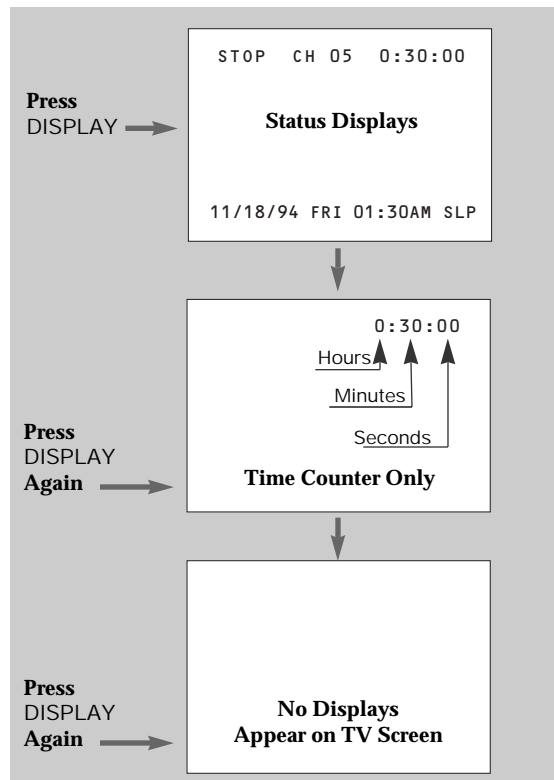 STOP CH 05 0:30:00
Press
DISPLAY
Status Displays
11/18/94 FRI 01:30AM SLP
0:30:00
Hours
Minutes
Seconds
Press
DISPLAY
Again
Time Counter Only
Press
DISPLAY
Again
No Displays
Appear on TV Screen